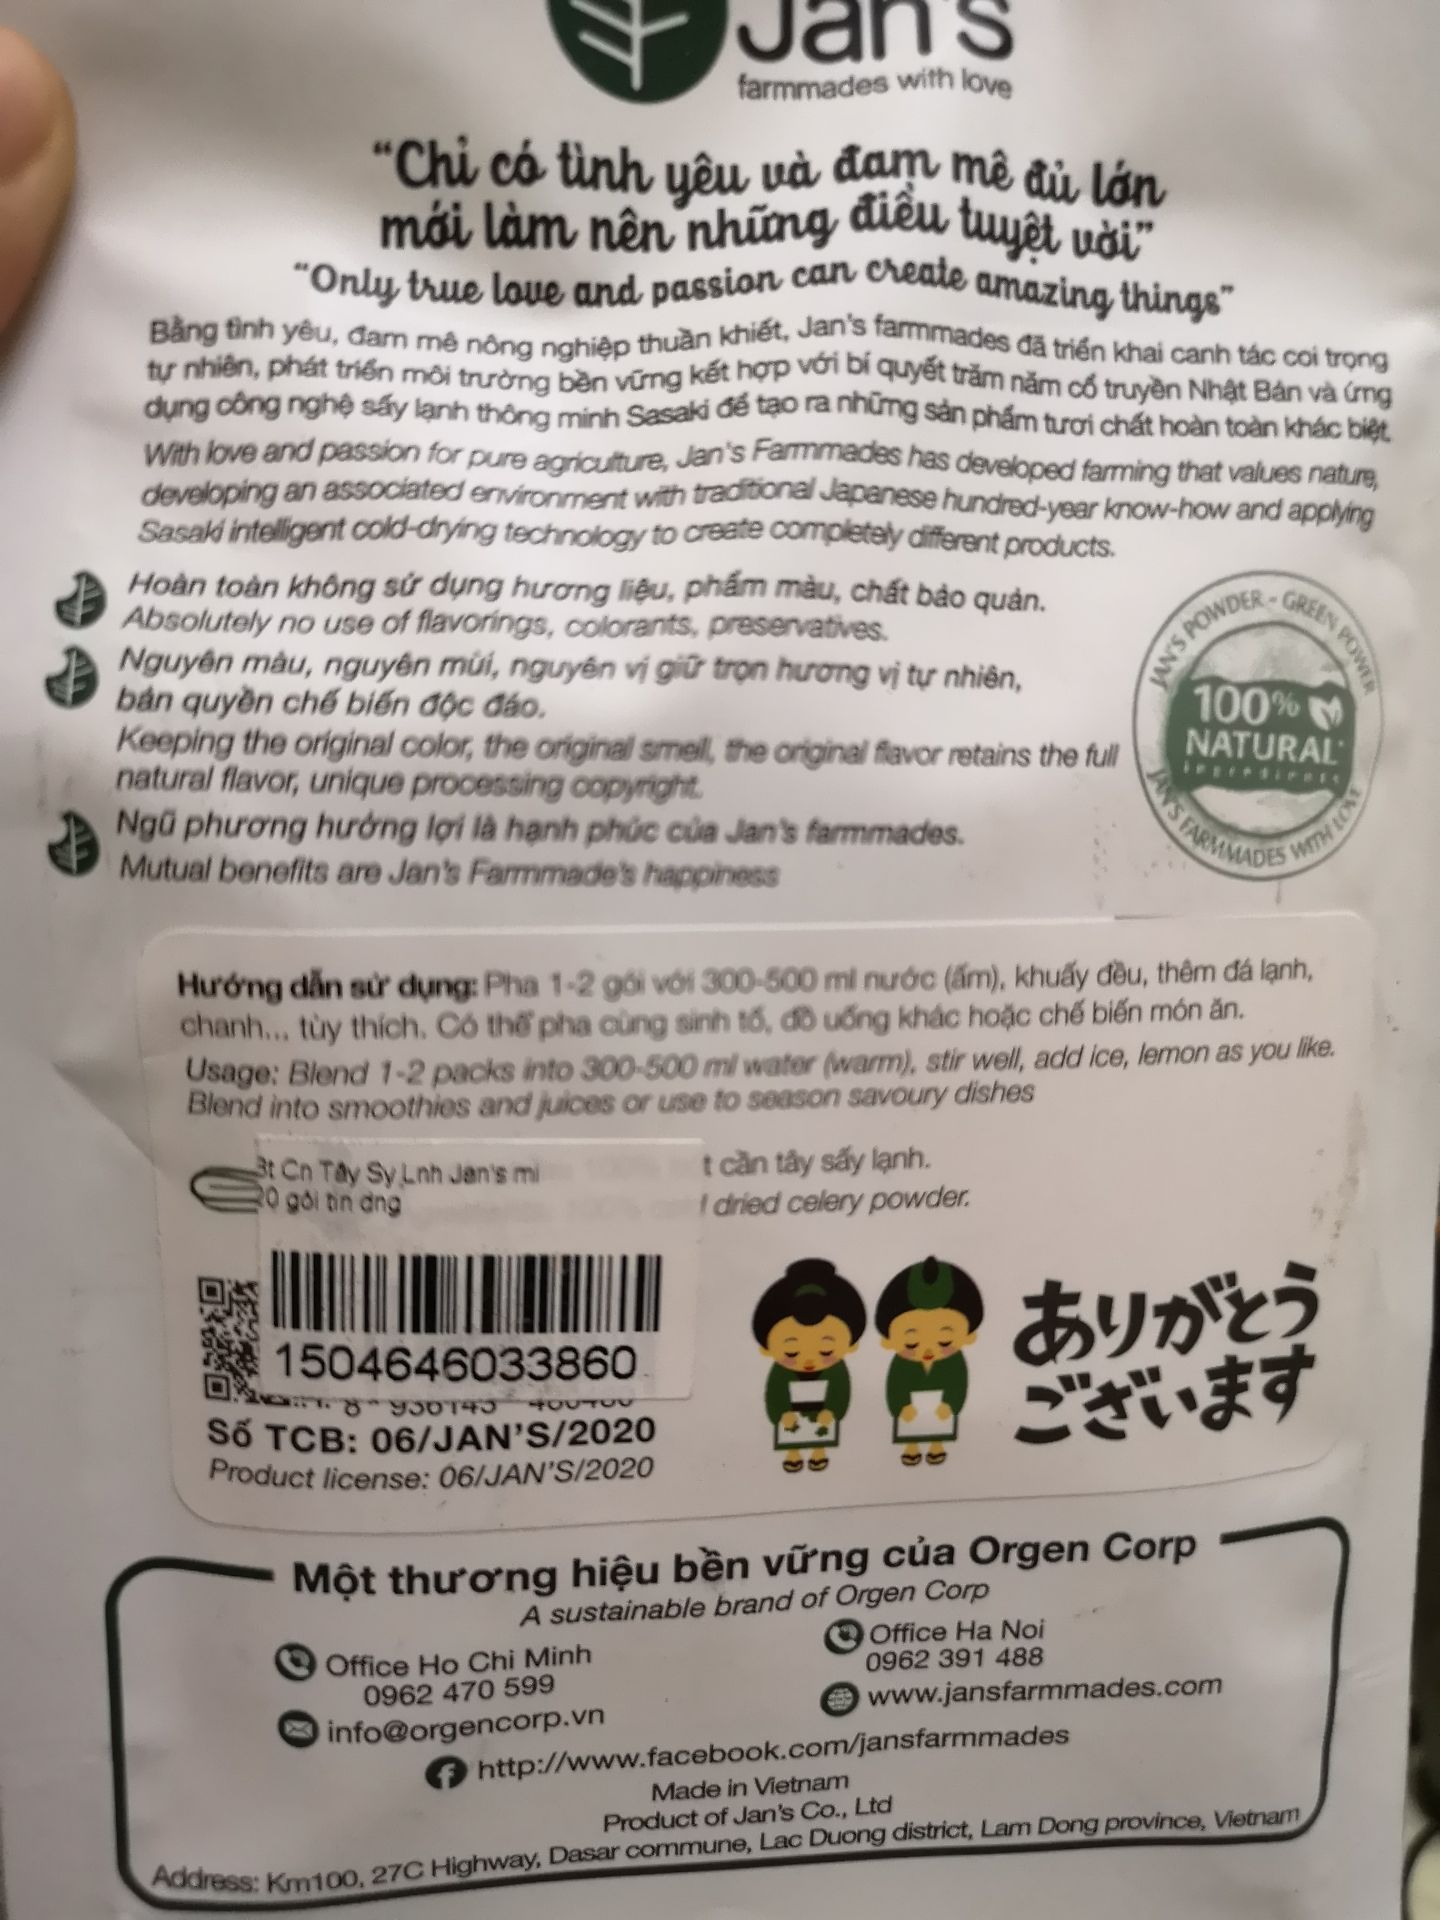 Jan's
farmmades with love
"Chỉ có tình yêu và đam mê đủ lớn
mới làm nên những điều tuyệt vời"
"Only true love and passion can create amazing things"
Bằng tình yêu, đam mê nông nghiệp thuần khiết, Jan's farmmades đã triển khai canh tác coi trọng
tự nhiên, phát triển môi trường bền vững kết hợp với bí quyết trăm năm cổ truyền Nhật Bản và ứng
dụng công nghệ sấy lạnh thông minh Sasaki để tạo ra những sản phẩm tươi chất hoàn toàn khác biệt.
With love and passion for pure agriculture, Jan's Farmmades has developed farming that values nature,
developing an associated environment with traditional Japanese hundred-year know-how and applying
Sasaki intelligent cold-drying technology to create completely different products.
Hoàn toàn không sử dụng hương liệu, phẩm màu, chất bảo quản.
Absolutely no use of flavorings, colorants, preservatives.
Nguyên màu, nguyên mùi, nguyên vị giữ trọn hương vị tự nhiên,
bản quyền chế biến độc đáo.
Keeping the original color, the original smell, the original flavor retains the full
natural flavor, unique processing copyright.
Ngũ phương hưởng lợi là hạnh phúc của Jan's farmmades.
Mutual benefits are Jan's Farmmade's happiness
JAN'S POWDER - GREEN POWER
100%
NATURAL
ingredients
JAN'S FARMMADES WITH LOVE
Hướng dẫn sử dụng: Pha 1-2 gói với 300-500 ml nước (ấm), khuấy đều, thêm đá lạnh,
chanh... tùy thích. Có thể pha cùng sinh tố, đồ uống khác hoặc chế biến món ăn.
Usage: Blend 1-2 packs into 300-500 ml water (warm), stir well, add ice, lemon as you like.
Blend into smoothies and juices or use to season savoury dishes
Bt Cn Tây Sy Lnh Jan's mi
20 gói tin dng
t cần tây sấy lạnh.
dried celery powder.
1504646033860
ありがとう
ございます
Số TCB: 06/JAN'S/2020
Product license: 06/JAN'S/2020
Một thương hiệu bền vững của Orgen Corp
A sustainable brand of Orgen Corp
Office Ho Chi Minh
0962 470 599
Office Ha Noi
0962 391 488
info@orgencorp.vn
www.jansfarmmades.com
http://www.facebook.com/jansfarmmades
Made in Vietnam
Product of Jan's Co., Ltd
Address: Km100, 27C Highway, Dasar commune, Lac Duong district, Lam Dong province, Vietnam